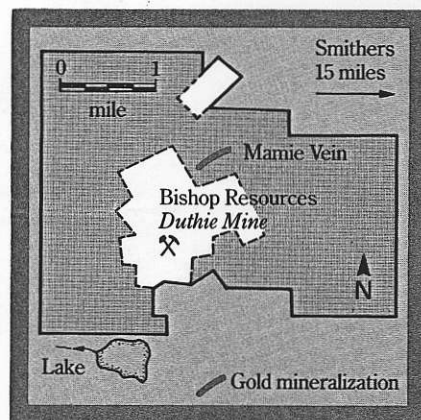 Smithers
15 miles
0 1
mile
Mamie Vein
Bishop Resources
Duthie Mine
N
Lake
Gold mineralization